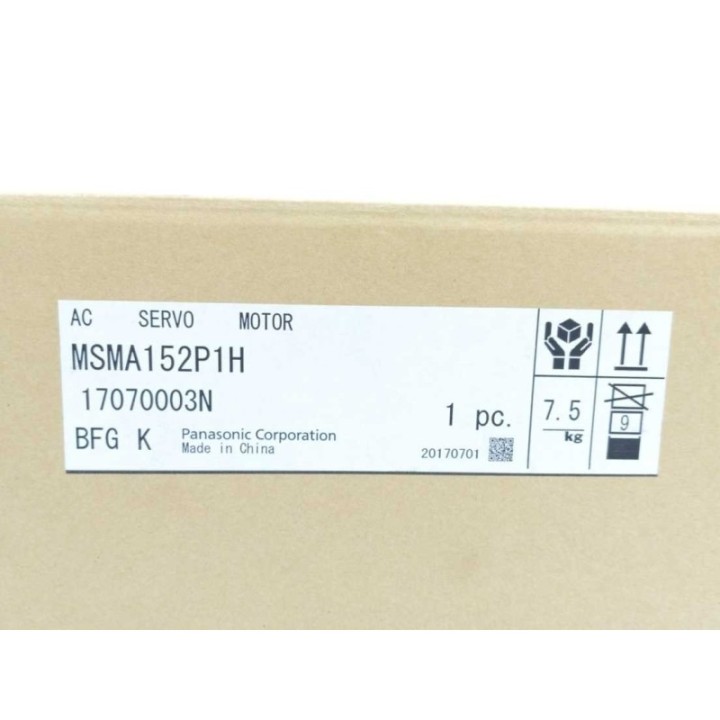 AC SERVO MOTOR
MSMA152P1H
17070003N
1 pc.
BFG K
Panasonic Corporation
Made in China
20170701
7.5
kg
9